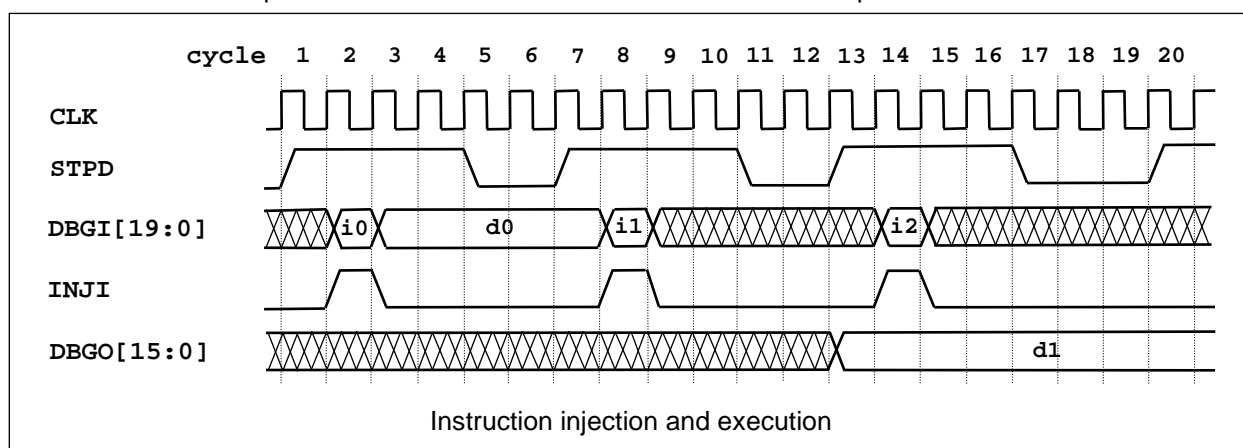 cycle 1 2 3 4 5 6 7 8 9 10 11 12 13 14 15 16 17 18 19 20
CLK
STPD
DBGI[19:0] i0 d0 i1 i2
INJI
DBGO[15:0] d1
Instruction injection and execution